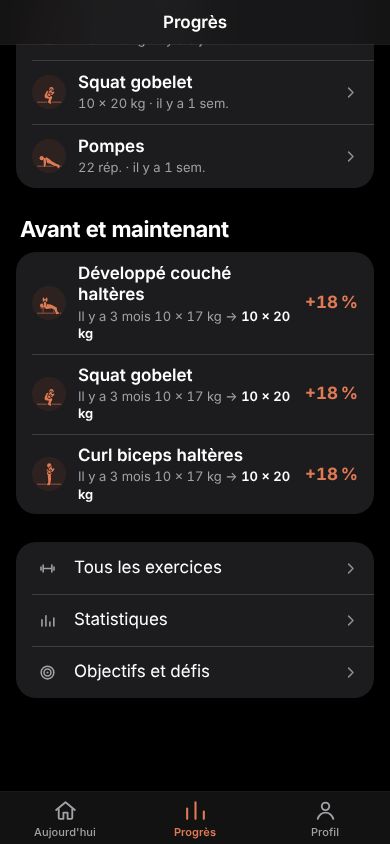 Progrès
Squat gobelet
10 × 20 kg · il y a 1 sem.
Pompes
22 rép. · il y a 1 sem.
Avant et maintenant
Développé couché
haltères
Il y a 3 mois 10 × 17 kg → 10 × 20
kg
+18 %
Squat gobelet
Il y a 3 mois 10 × 17 kg → 10 × 20
kg
+18 %
Curl biceps haltères
Il y a 3 mois 10 × 17 kg → 10 × 20
kg
+18 %
Tous les exercices
Statistiques
Objectifs et défis
Aujourd'hui
Progrès
Profil